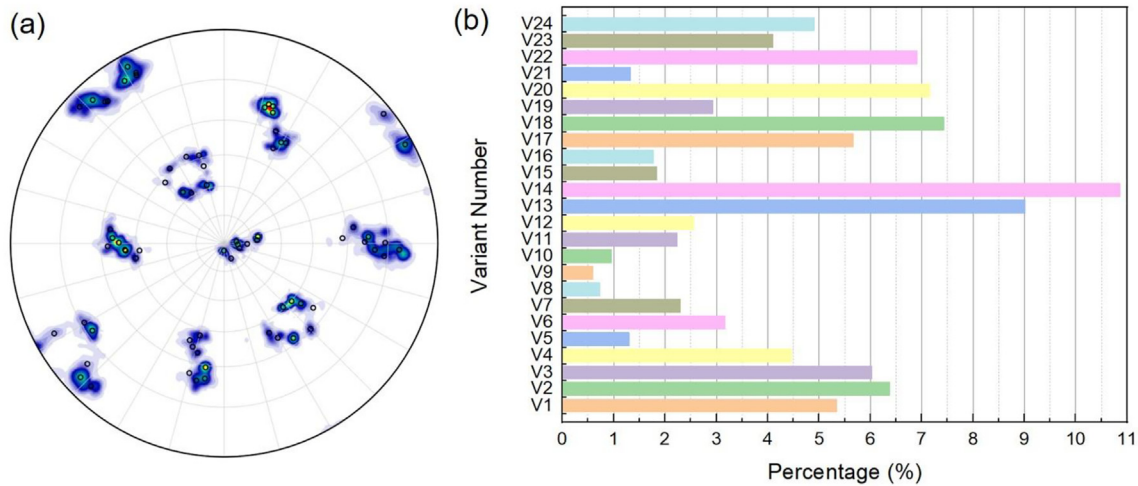 (a)
(b)
Variant Number
V24
V23
V22
V21
V20
V19
V18
V17
V16
V15
V14
V13
V12
V11
V10
V9
V8
V7
V6
V5
V4
V3
V2
V1
0 1 2 3 4 5 6 7 8 9 10 11
Percentage (%)